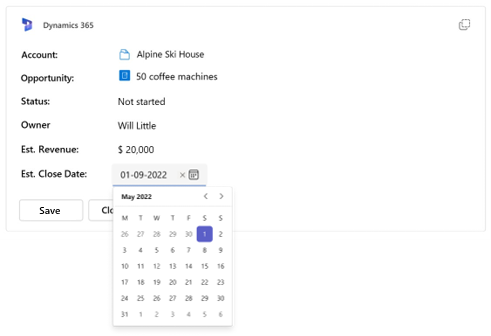 Dynamics 365
Account: Alpine Ski House
Opportunity: 50 coffee machines
Status: Not started
Owner Will Little
Est. Revenue: $ 20,000
Est. Close Date: 01-09-2022
Save Clo
May 2022
M T W T F S S
26 27 28 29 30 1 2
3 4 5 6 7 8 9
10 11 12 13 14 15 16
17 18 19 20 21 22 23
24 25 26 27 28 29 30
31 1 2 3 4 5 6